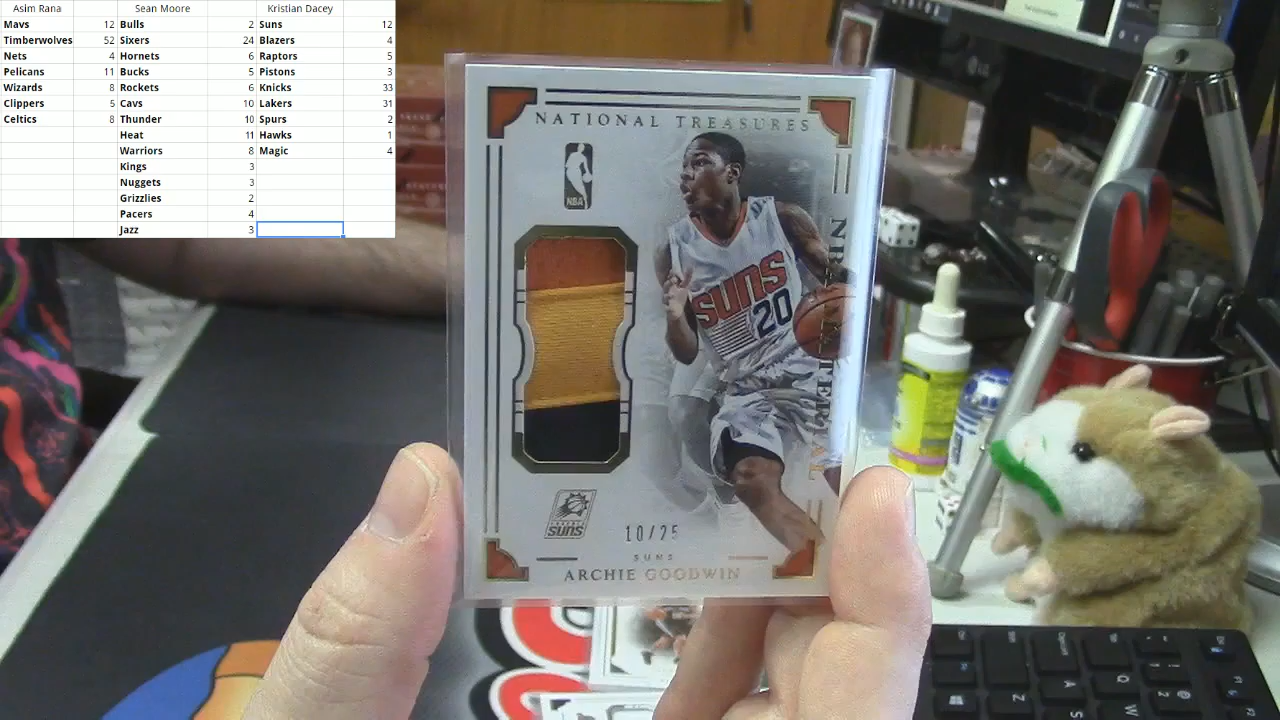 Asim Rana Sean Moore Kristian Dacey
Mavs 12 Bulls 2 Suns 12
Timberwolves 52 Sixers 24 Blazers 4
Nets 4 Hornets 6 Raptors 5
Pelicans 11 Bucks 5 Pistons 3
Wizards 8 Rockets 6 Knicks 33
Clippers 5 Cavs 10 Lakers 31
Celtics 8 Thunder 10 Spurs 2
Heat 11 Hawks 1
Warriors 8 Magic 4
Kings 3
Nuggets 3
Grizzlies 2
Pacers 4
Jazz 3
NATIONAL TREASURES
NBA
SUNS
20
SUNS
10/25
SUNS
ARCHIE GOODWIN